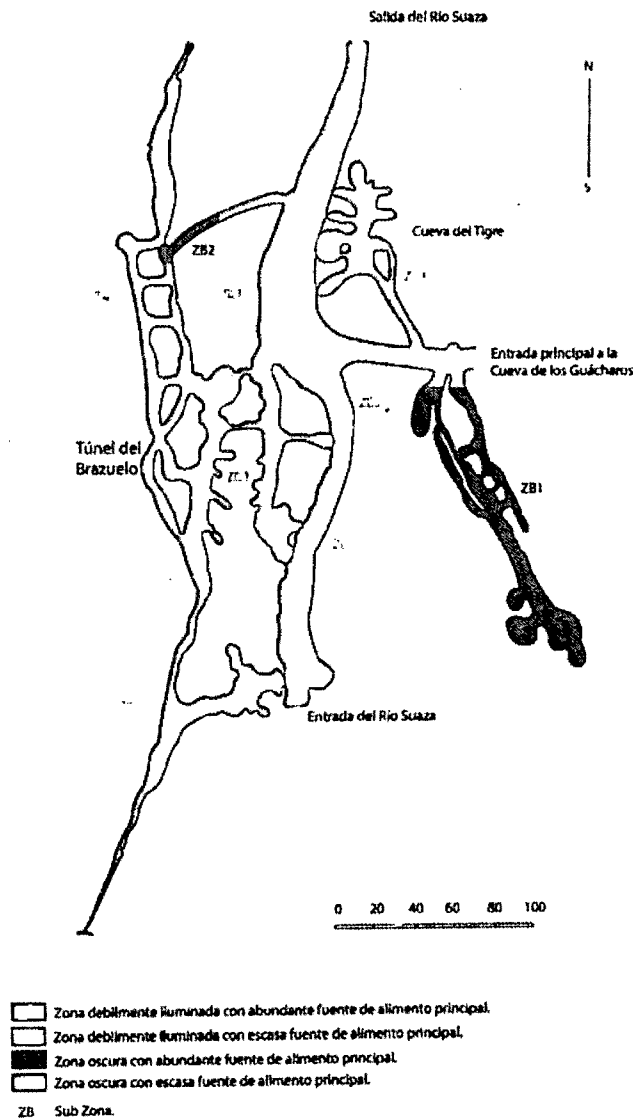 Salida del Río Suaza
N
S
Cueva del Tigre
ZB2
Entrada principal a la
Cueva de los Guácharos
Túnel del
Brazuelo
ZB1
Entrada del Río Suaza
0 20 40 60 80 100
Zona debilmente iluminada con abundante fuente de alimento principal.
Zona debilmente iluminada con escasa fuente de alimento principal.
Zona oscura con abundante fuente de alimento principal.
Zona oscura con escasa fuente de alimento principal.
ZB Sub Zona.